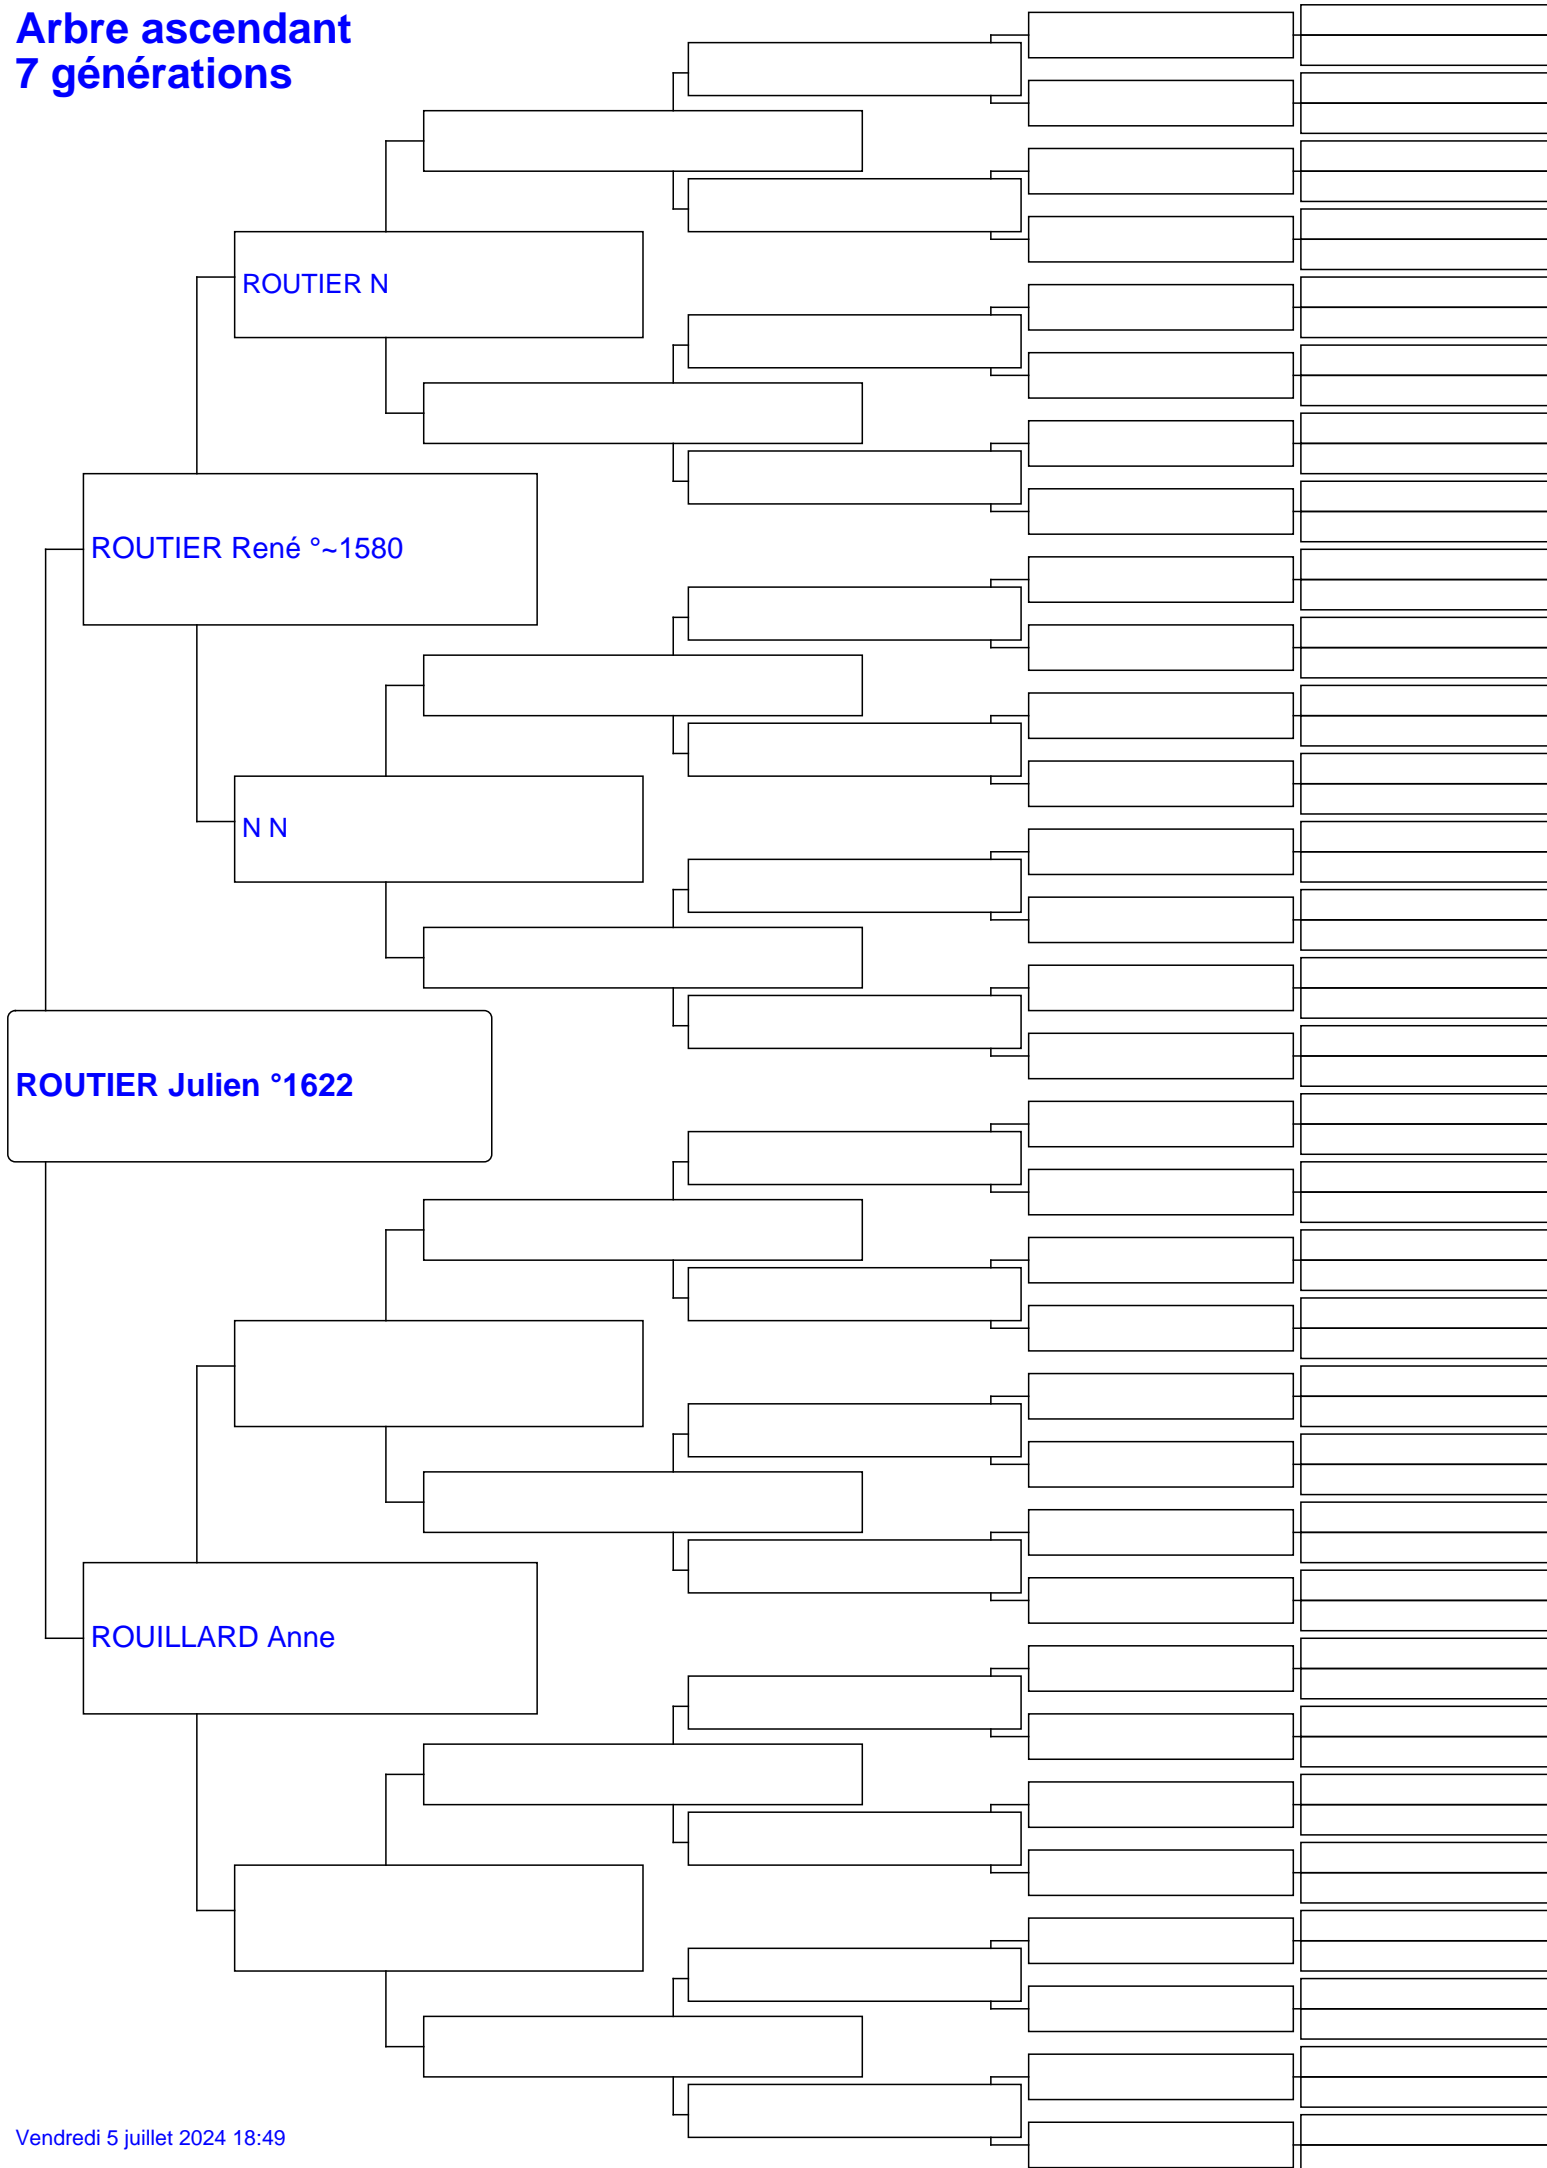 Arbre ascendant
7 générations
ROUTIER N
ROUTIER René °~1580
N N
ROUTIER Julien °1622
ROUILLARD Anne
Vendredi 5 juillet 2024 18:49